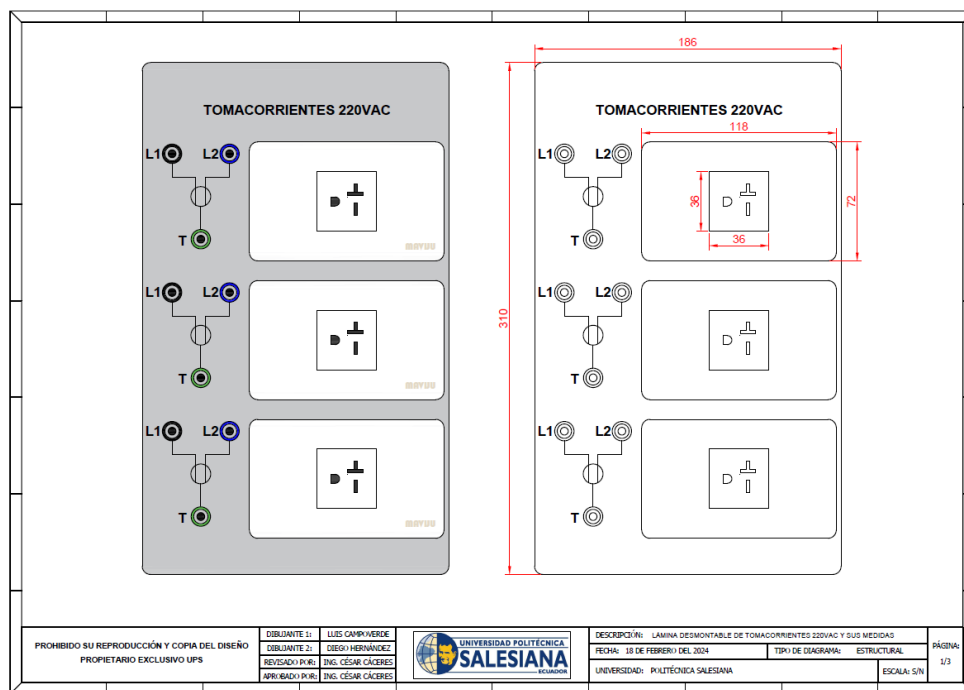 186
TOMACORRIENTES 220VAC
TOMACORRIENTES 220VAC
118
L1 L2
L1 L2
36
72
36
T
T
MAVIJU
L1 L2
L1 L2
310
T
T
MAVIJU
L1 L2
L1 L2
T
T
MAVIJU
PROHIBIDO SU REPRODUCCIÓN Y COPIA DEL DISEÑO
PROPIETARIO EXCLUSIVO UPS
DIBUJANTE 1: LUIS CAMPOVERDE
DIBUJANTE 2: DIEGO HERNÁNDEZ
REVISADO POR: ING. CÉSAR CÁCERES
APROBADO POR: ING. CÉSAR CÁCERES
UNIVERSIDAD POLITÉCNICA
SALESIANA
ECUADOR
DESCRIPCIÓN: LÁMINA DESMONTABLE DE TOMACORRIENTES 220VAC Y SUS MEDIDAS
FECHA: 18 DE FEBRERO DEL 2024 TIPO DE DIAGRAMA: ESTRUCTURAL
UNIVERSIDAD: POLITÉCNICA SALESIANA ESCALA: S/N
PÁGINA:
1/3